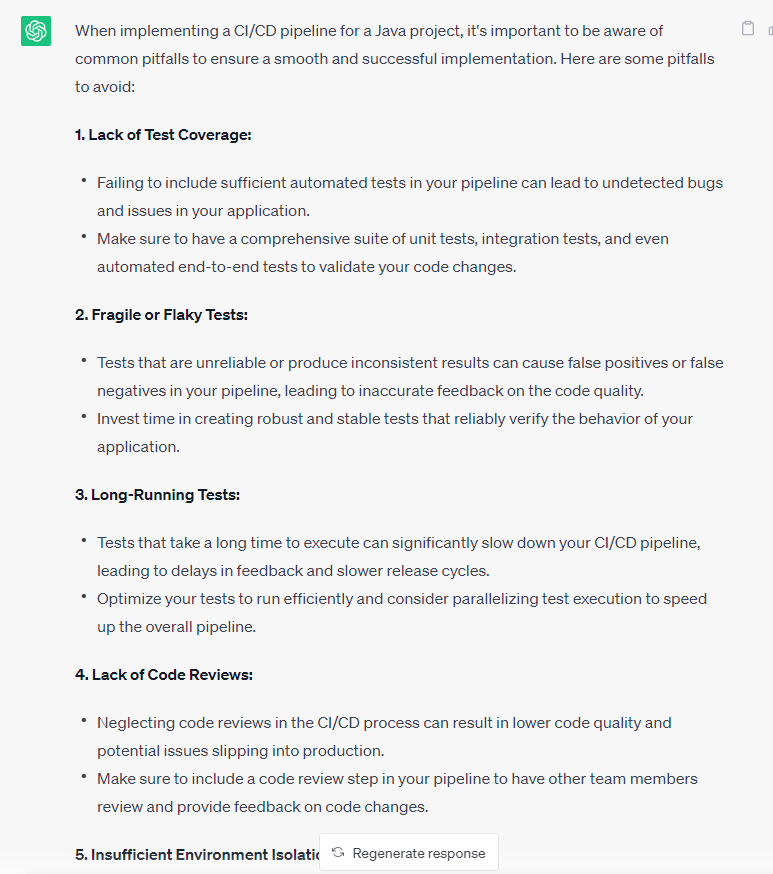 When implementing a CI/CD pipeline for a Java project, it's important to be aware of
common pitfalls to ensure a smooth and successful implementation. Here are some pitfalls
to avoid:
1. Lack of Test Coverage:
• Failing to include sufficient automated tests in your pipeline can lead to undetected bugs
and issues in your application.
• Make sure to have a comprehensive suite of unit tests, integration tests, and even
automated end-to-end tests to validate your code changes.
2. Fragile or Flaky Tests:
• Tests that are unreliable or produce inconsistent results can cause false positives or false
negatives in your pipeline, leading to inaccurate feedback on the code quality.
• Invest time in creating robust and stable tests that reliably verify the behavior of your
application.
3. Long-Running Tests:
• Tests that take a long time to execute can significantly slow down your CI/CD pipeline,
leading to delays in feedback and slower release cycles.
• Optimize your tests to run efficiently and consider parallelizing test execution to speed
up the overall pipeline.
4. Lack of Code Reviews:
• Neglecting code reviews in the CI/CD process can result in lower code quality and
potential issues slipping into production.
• Make sure to include a code review step in your pipeline to have other team members
review and provide feedback on code changes.
5. Insufficient Environment
Regenerate response